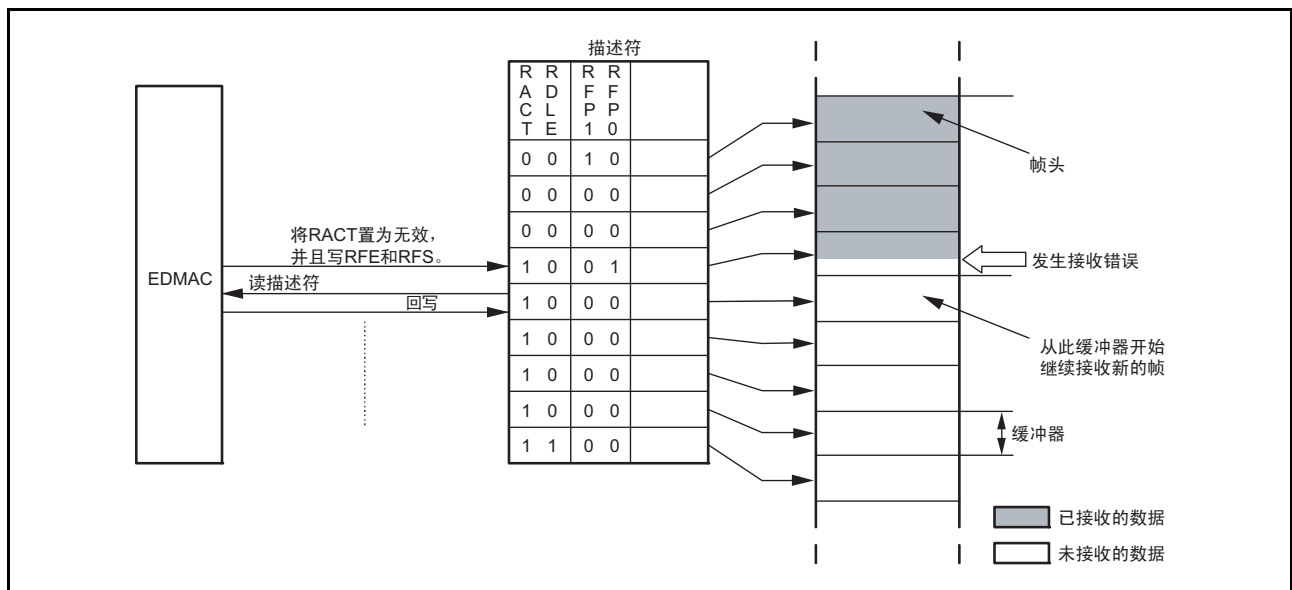 描述符
R R R R
A D F F
C L P P
T E 1 0
0 0 1 0
0 0 0 0
0 0 0 0
1 0 0 1
1 0 0 0
1 0 0 0
1 0 0 0
1 0 0 0
1 1 0 0
EDMAC
将RACT置为无效，
并且写RFE和RFS。
读描述符
回写
帧头
发生接收错误
从此缓冲器开始
继续接收新的帧
缓冲器
已接收的数据
未接收的数据